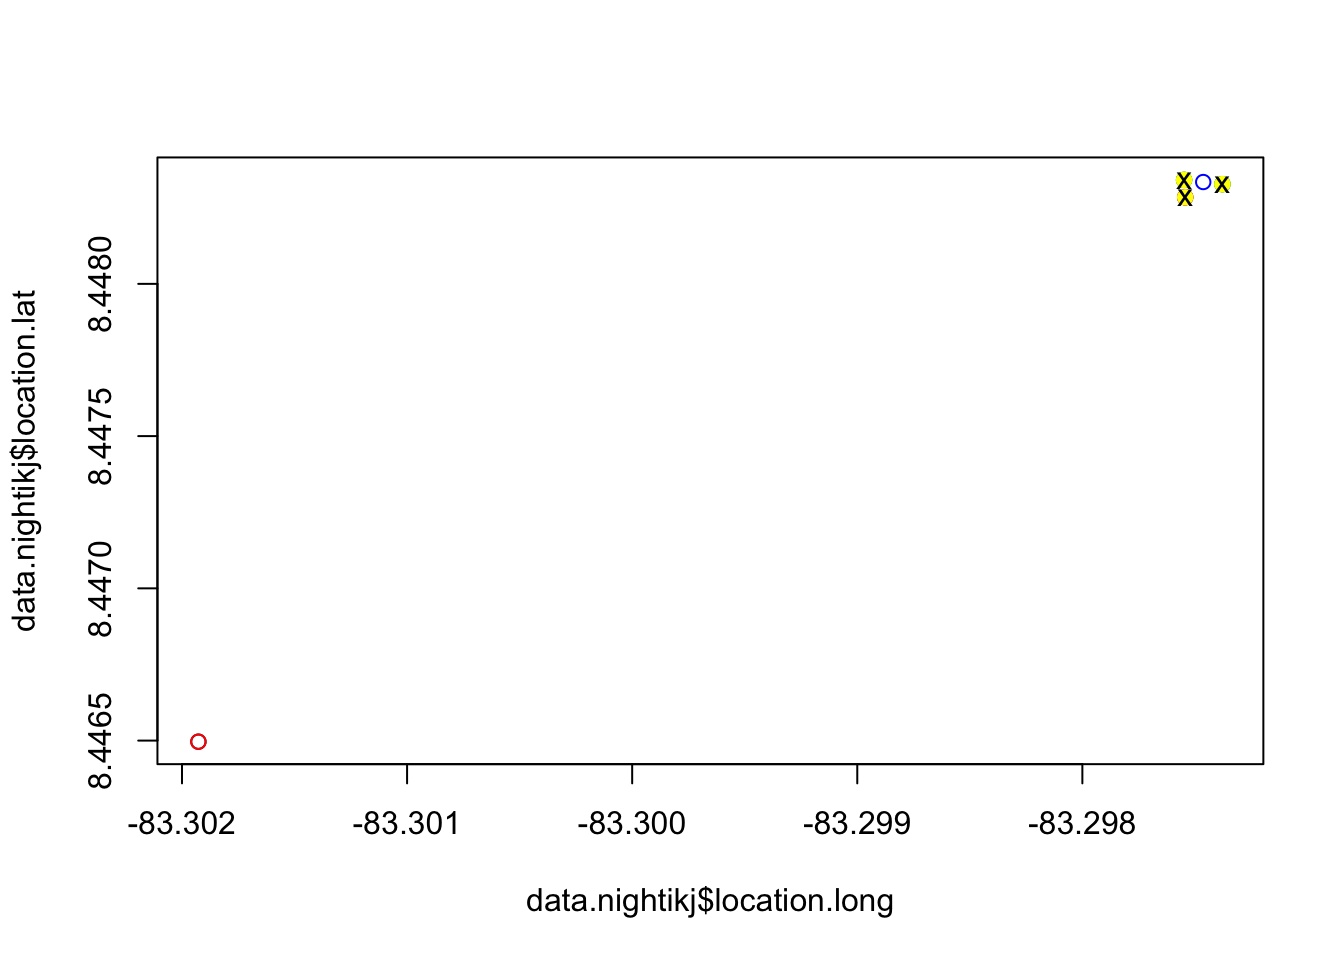 data.nightikj$location.lat
8.4480
8.4475
8.4470
8.4465
X
X
X
-83.302 -83.301 -83.300 -83.299 -83.298
data.nightikj$location.long